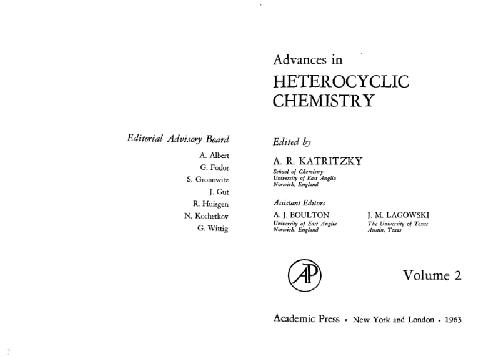 Editorial Advisory Board
A. Albert
G. Fodor
S. Gronowitz
J. Gut
R. Huisgen
N. Kochetkov
G. Wittig
Advances in
HETEROCYCLIC
CHEMISTRY
Edited by
A. R. KATRITZKY
School of Chemistry
University of East Anglia
Norwich, England
Assistant Editors
A. J. BOULTON
University of East Anglia
Norwich, England
J. M. LAGOWSKI
The University of Texas
Austin, Texas
AP
Volume 2
Academic Press • New York and London • 1963